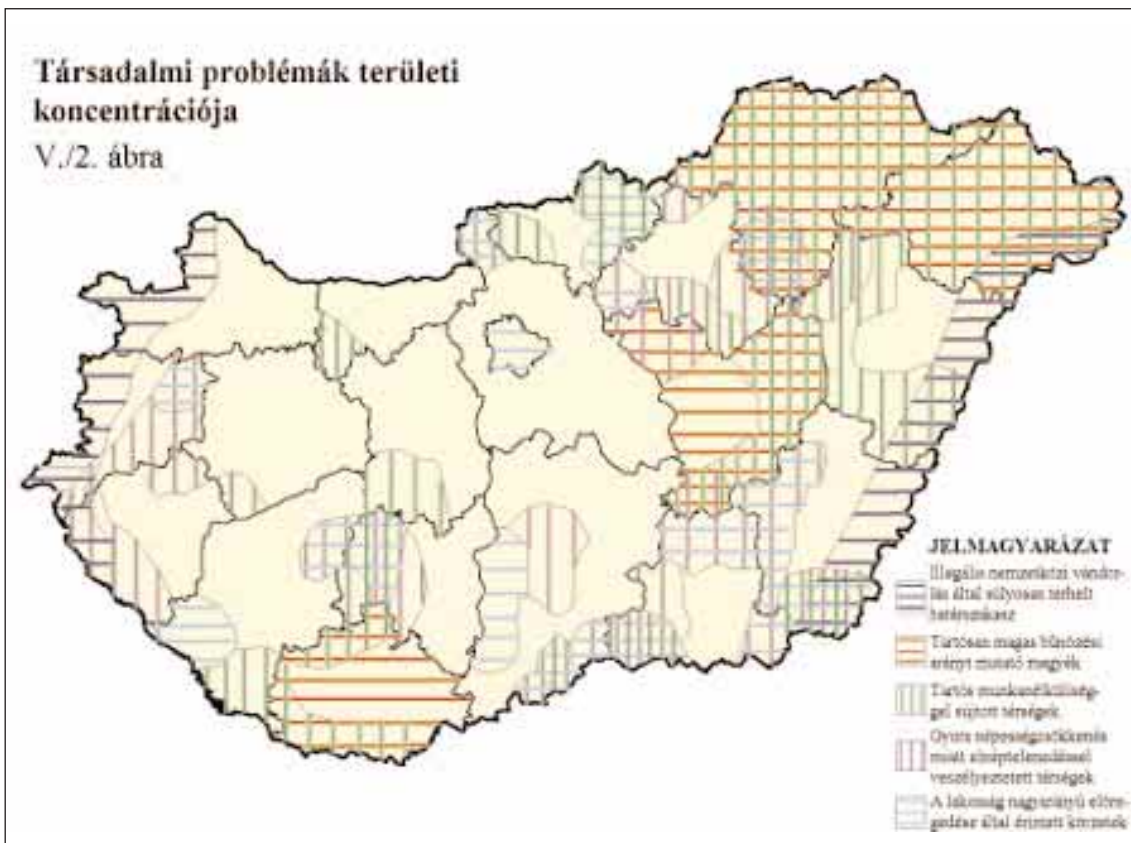 Társadalmi problémák területi
koncentrációja
V./2. ábra
JELMAGYARÁZAT
Illegális nemzetközi vándor-
lás által súlyosan terhelt
határszakasz
Tartósan magas bűnözési
arányt mutató megyék
Tartós munkanélküliség-
gel sújtott térségek
Gyors népességcsökkenés
miatt elnéptelenedéssel
veszélyeztetett térségek
A lakosság nagyarányú elöre-
gedése által érintett körzetek